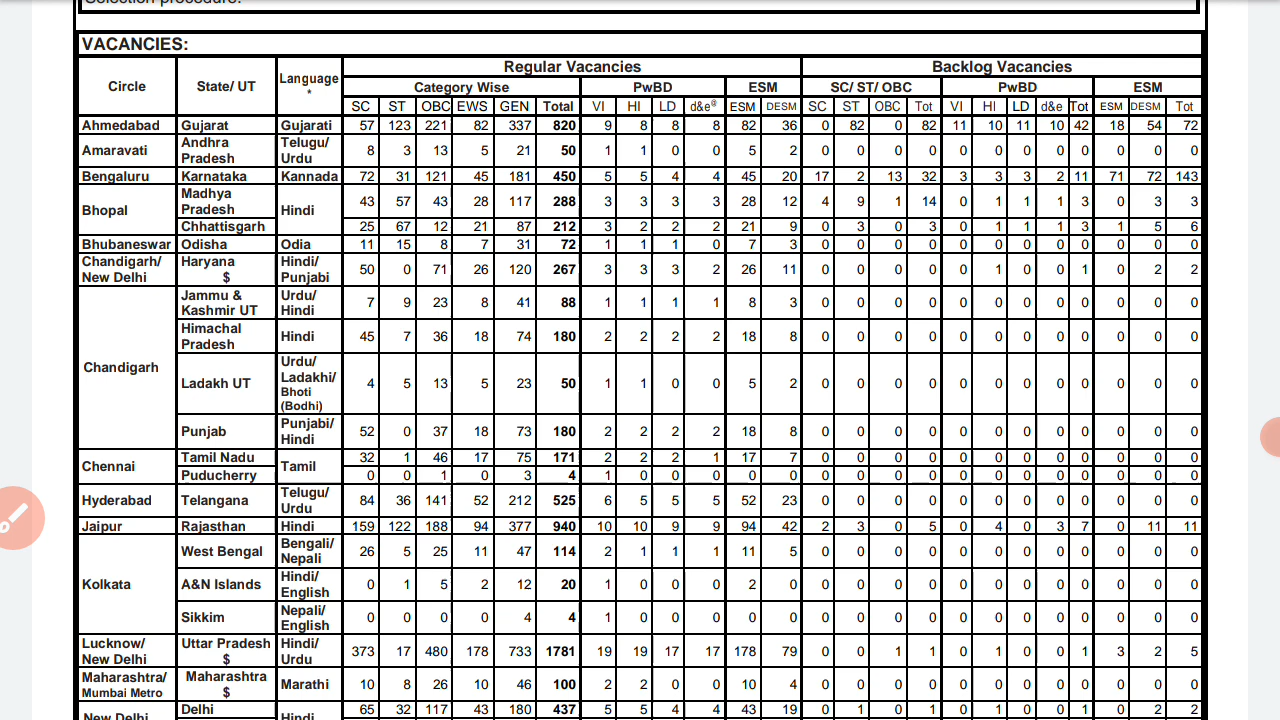 Selection procedure.
VACANCIES:
Circle State/ UT Language * Regular Vacancies Backlog Vacancies
Category Wise PwBD ESM SC/ ST/ OBC PwBD ESM
SC ST OBC EWS GEN Total VI HI LD d&e@ ESM DESM SC ST OBC Tot VI HI LD d&e Tot ESM DESM Tot
Ahmedabad Gujarat Gujarati 57 123 221 82 337 820 9 8 8 8 82 36 0 82 0 82 11 10 11 10 42 18 54 72
Amaravati Andhra Pradesh Telugu/ Urdu 8 3 13 5 21 50 1 1 0 0 5 2 0 0 0 0 0 0 0 0 0 0 0 0
Bengaluru Karnataka Kannada 72 31 121 45 181 450 5 5 4 4 45 20 17 2 13 32 3 3 3 2 11 71 72 143
Bhopal Madhya Pradesh Hindi 43 57 43 28 117 288 3 3 3 3 28 12 4 9 1 14 0 1 1 1 3 0 3 3
Chhattisgarh 25 67 12 21 87 212 3 2 2 2 21 9 0 3 0 3 0 1 1 1 3 1 5 6
Bhubaneswar Odisha Odia 11 15 8 7 31 72 1 1 1 0 7 3 0 0 0 0 0 0 0 0 0 0 0 0
Chandigarh/ New Delhi Haryana $ Hindi/ Punjabi 50 0 71 26 120 267 3 3 3 2 26 11 0 0 0 0 0 1 0 0 1 0 2 2
Chandigarh Jammu & Kashmir UT Urdu/ Hindi 7 9 23 8 41 88 1 1 1 1 8 3 0 0 0 0 0 0 0 0 0 0 0 0
Himachal Pradesh Hindi 45 7 36 18 74 180 2 2 2 2 18 8 0 0 0 0 0 0 0 0 0 0 0 0
Ladakh UT Urdu/ Ladakhi/ Bhoti (Bodhi) 4 5 13 5 23 50 1 1 0 0 5 2 0 0 0 0 0 0 0 0 0 0 0 0
Punjab Punjabi/ Hindi 52 0 37 18 73 180 2 2 2 2 18 8 0 0 0 0 0 0 0 0 0 0 0 0
Chennai Tamil Nadu Tamil 32 1 46 17 75 171 2 2 2 1 17 7 0 0 0 0 0 0 0 0 0 0 0 0
Puducherry 0 0 1 0 3 4 1 0 0 0 0 0 0 0 0 0 0 0 0 0 0 0 0 0
Hyderabad Telangana Telugu/ Urdu 84 36 141 52 212 525 6 5 5 5 52 23 0 0 0 0 0 0 0 0 0 0 0 0
Jaipur Rajasthan Hindi 159 122 188 94 377 940 10 10 9 9 94 42 2 3 0 5 0 4 0 3 7 0 11 11
Kolkata West Bengal Bengali/ Nepali 26 5 25 11 47 114 2 1 1 1 11 5 0 0 0 0 0 0 0 0 0 0 0 0
A&N Islands Hindi/ English 0 1 5 2 12 20 1 0 0 0 2 0 0 0 0 0 0 0 0 0 0 0 0 0
Sikkim Nepali/ English 0 0 0 0 4 4 1 0 0 0 0 0 0 0 0 0 0 0 0 0 0 0 0 0
Lucknow/ New Delhi Uttar Pradesh $ Hindi/ Urdu 373 17 480 178 733 1781 19 19 17 17 178 79 0 0 1 1 0 1 0 0 1 3 2 5
Maharashtra/ Mumbai Metro Maharashtra $ Marathi 10 8 26 10 46 100 2 2 0 0 10 4 0 0 0 0 0 0 0 0 0 0 0 0
New Delhi Delhi Hindi 65 32 117 43 180 437 5 5 4 4 43 19 0 1 0 1 0 1 0 0 1 0 2 2